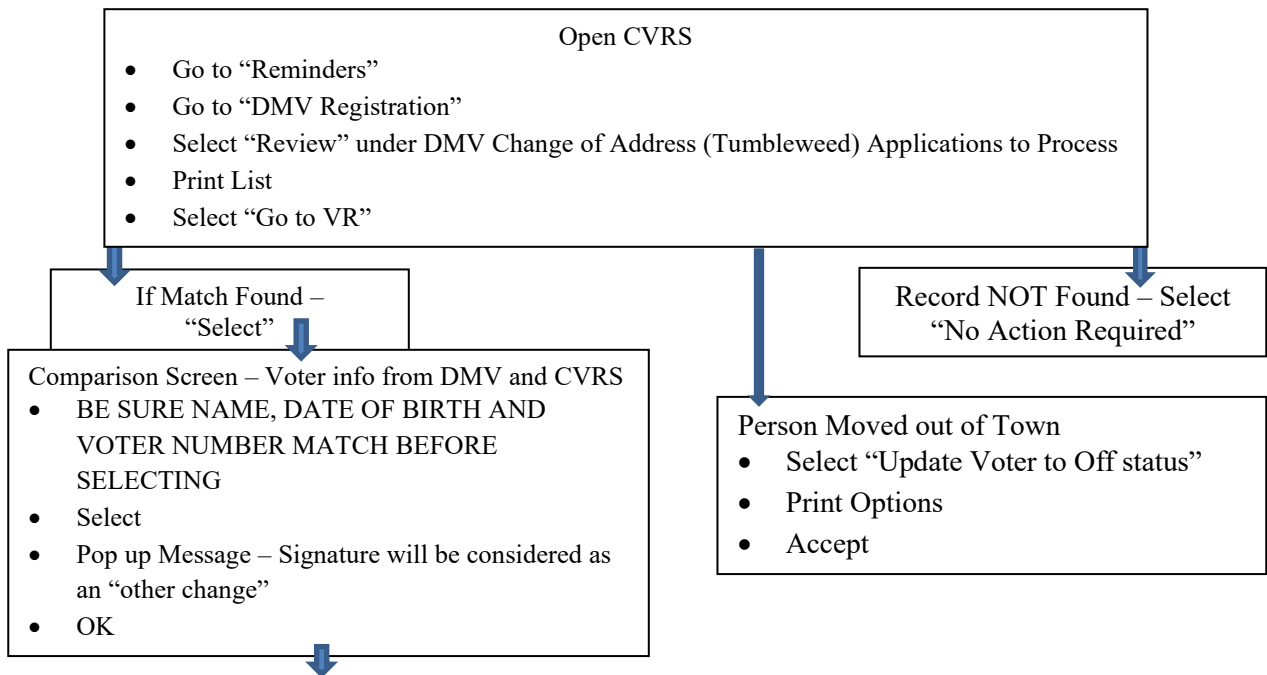 Open CVRS
• Go to “Reminders”
• Go to “DMV Registration”
• Select “Review” under DMV Change of Address (Tumbleweed) Applications to Process
• Print List
• Select “Go to VR”
If Match Found –
“Select”
Record NOT Found – Select
“No Action Required”
Comparison Screen – Voter info from DMV and CVRS
• BE SURE NAME, DATE OF BIRTH AND
VOTER NUMBER MATCH BEFORE
SELECTING
• Select
• Pop up Message – Signature will be considered as
an “other change”
• OK
Person Moved out of Town
• Select “Update Voter to Off status”
• Print Options
• Accept